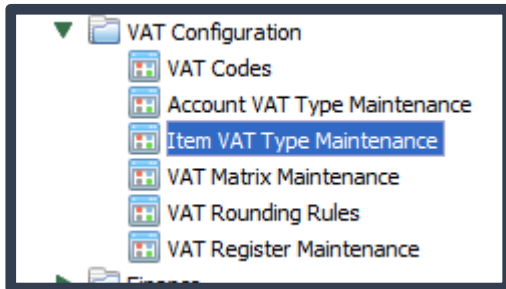 VAT Configuration
VAT Codes
Account VAT Type Maintenance
Item VAT Type Maintenance
VAT Matrix Maintenance
VAT Rounding Rules
VAT Register Maintenance
Finance